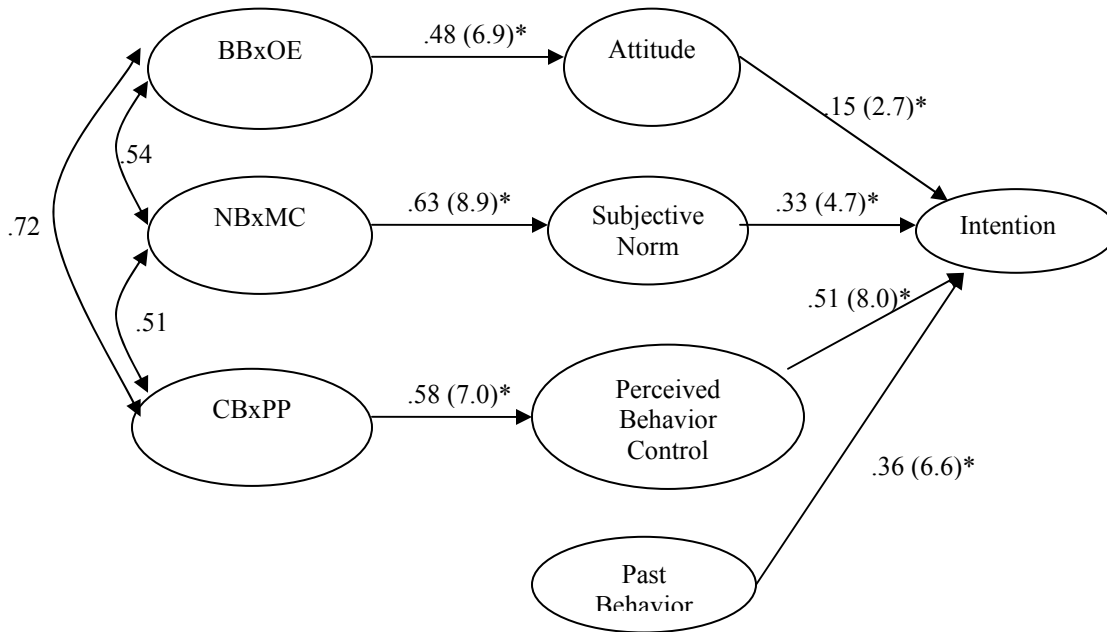 BBxOE
.48 (6.9)*
Attitude
.15 (2.7)*
.54
.72
NBxMC
.63 (8.9)*
Subjective
Norm
.33 (4.7)*
Intention
.51
.51 (8.0)*
CBxPP
.58 (7.0)*
Perceived
Behavior
Control
.36 (6.6)*
Past
Behavior